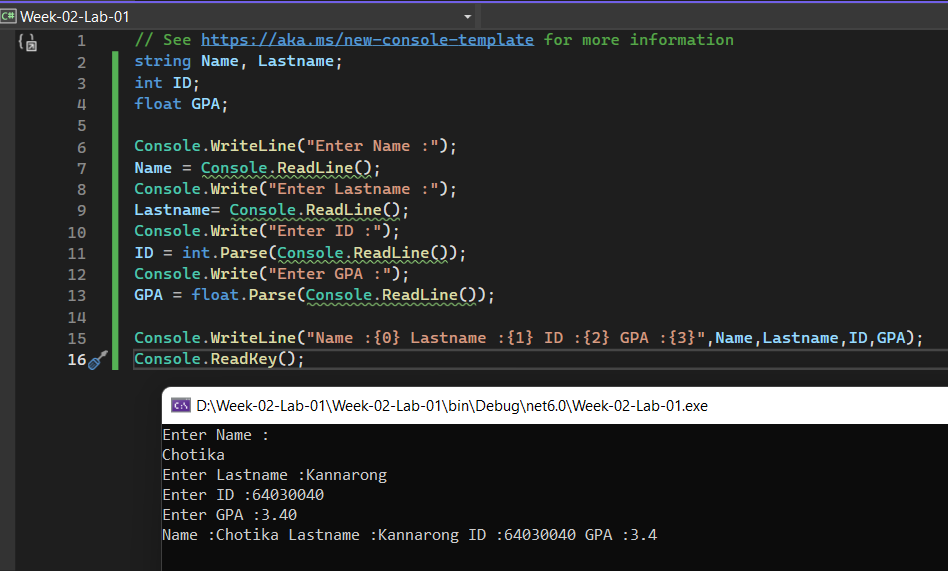 C# Week-02-Lab-01
1 // See https://aka.ms/new-console-template for more information
2 string Name, Lastname;
3 int ID;
4 float GPA;
5
6 Console.WriteLine("Enter Name :");
7 Name = Console.ReadLine();
8 Console.Write("Enter Lastname :");
9 Lastname= Console.ReadLine();
10 Console.Write("Enter ID :");
11 ID = int.Parse(Console.ReadLine());
12 Console.Write("Enter GPA :");
13 GPA = float.Parse(Console.ReadLine());
14
15 Console.WriteLine("Name :{0} Lastname :{1} ID :{2} GPA :{3}",Name,Lastname,ID,GPA);
16 Console.ReadKey();
C:\ D:\Week-02-Lab-01\Week-02-Lab-01\bin\Debug\net6.0\Week-02-Lab-01.exe
Enter Name :
Chotika
Enter Lastname :Kannarong
Enter ID :64030040
Enter GPA :3.40
Name :Chotika Lastname :Kannarong ID :64030040 GPA :3.4